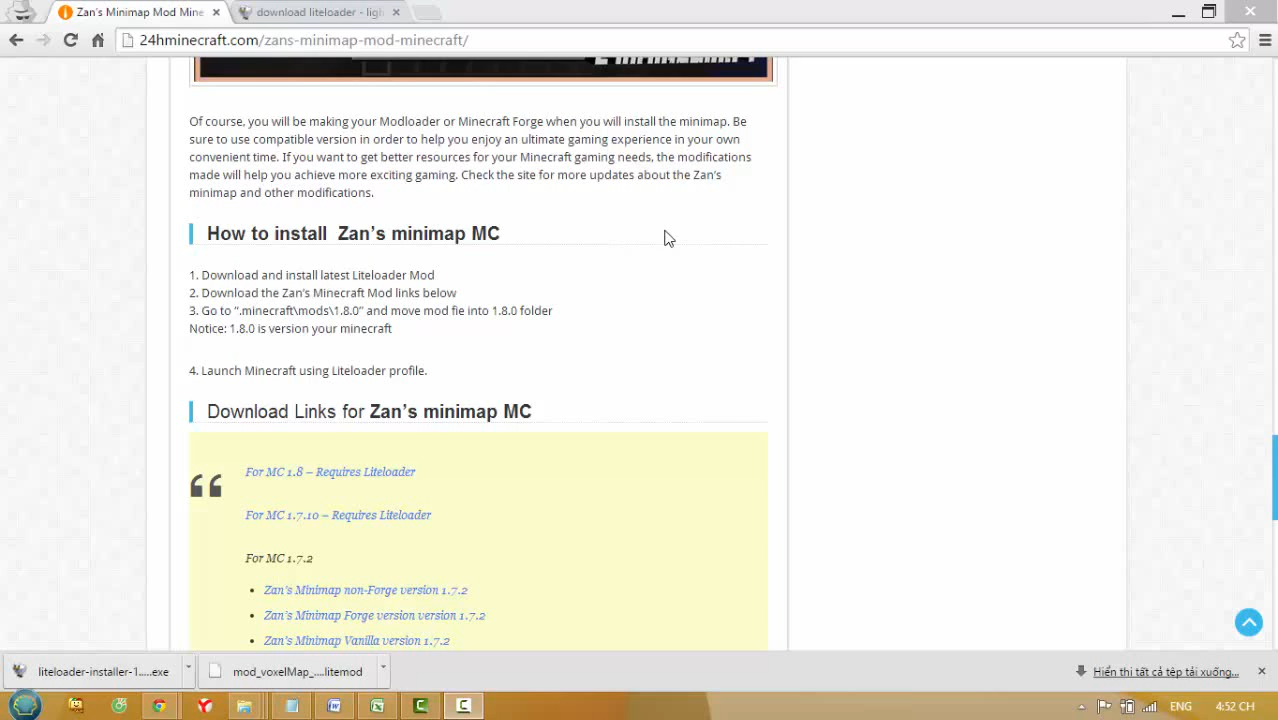 Zan's Minimap Mod Mine
download liteloader - ligh
24hminecraft.com/zans-minimap-mod-minecraft/
Of course, you will be making your Modloader or Minecraft Forge when you will install the minimap. Be
sure to use compatible version in order to help you enjoy an ultimate gaming experience in your own
convenient time. If you want to get better resources for your Minecraft gaming needs, the modifications
made will help you achieve more exciting gaming. Check the site for more updates about the Zan's
minimap and other modifications.
How to install Zan's minimap MC
1. Download and install latest Liteloader Mod
2. Download the Zan's Minecraft Mod links below
3. Go to ".minecraft\mods\1.8.0" and move mod fie into 1.8.0 folder
Notice: 1.8.0 is version your minecraft
4. Launch Minecraft using Liteloader profile.
Download Links for Zan's minimap MC
For MC 1.8 – Requires Liteloader
For MC 1.7.10 – Requires Liteloader
For MC 1.7.2
Zan's Minimap non-Forge version 1.7.2
Zan's Minimap Forge version version 1.7.2
Zan's Minimap Vanilla version 1.7.2
liteloader-installer-1.....exe
mod_voxelMap_....litemod
Hiển thị tất cả tệp tải xuống...
ENG
4:52 CH